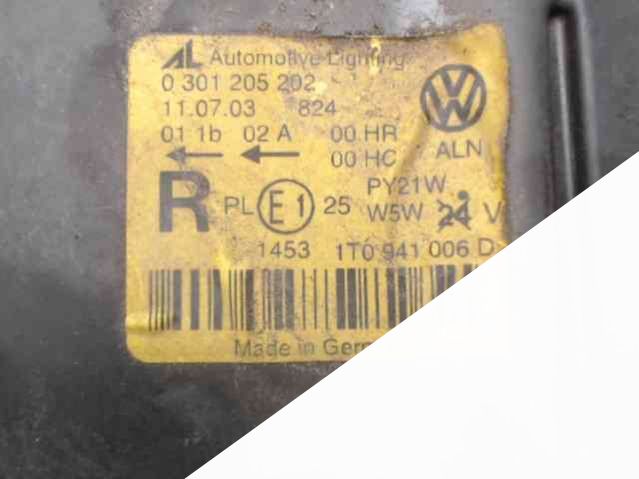 AL Automotive Lighting
0 301 205 202
11.07.03 824
01 1b 02 A 00 HR
00 HC ALN
R PL E1 25 PY21W
W5W 24 V
1453 1T0 941 006 D
Made in